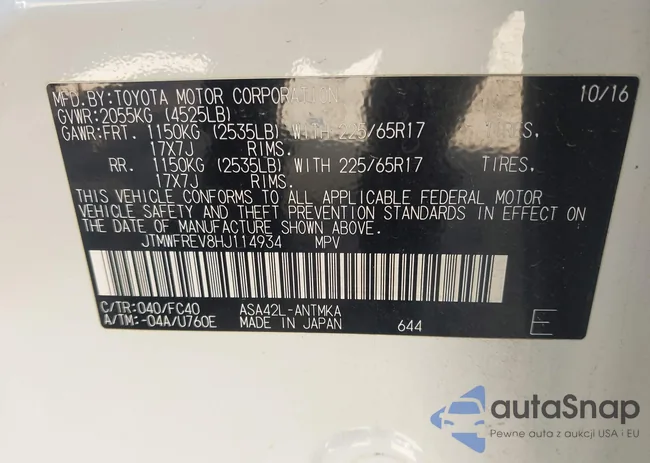 MFD. BY: TOYOTA MOTOR CORPORATION 10/16
GVWR: 2055KG (4525LB)
GAWR: FRT. 1150KG (2535LB) WITH 225/65R17 TIRES,
17X7J RIMS.
RR. 1150KG (2535LB) WITH 225/65R17 TIRES,
17X7J RIMS.
THIS VEHICLE CONFORMS TO ALL APPLICABLE FEDERAL MOTOR
VEHICLE SAFETY AND THEFT PREVENTION STANDARDS IN EFFECT ON
THE DATE OF MANUFACTURE SHOWN ABOVE.
JTMWFREV8HJ114934 MPV
C/TR: 040/FC40 ASA42L-ANTMKA
A/TM: -04A/U760E MADE IN JAPAN 644 E
autaSnap
Pewne auta z aukcji USA i EU